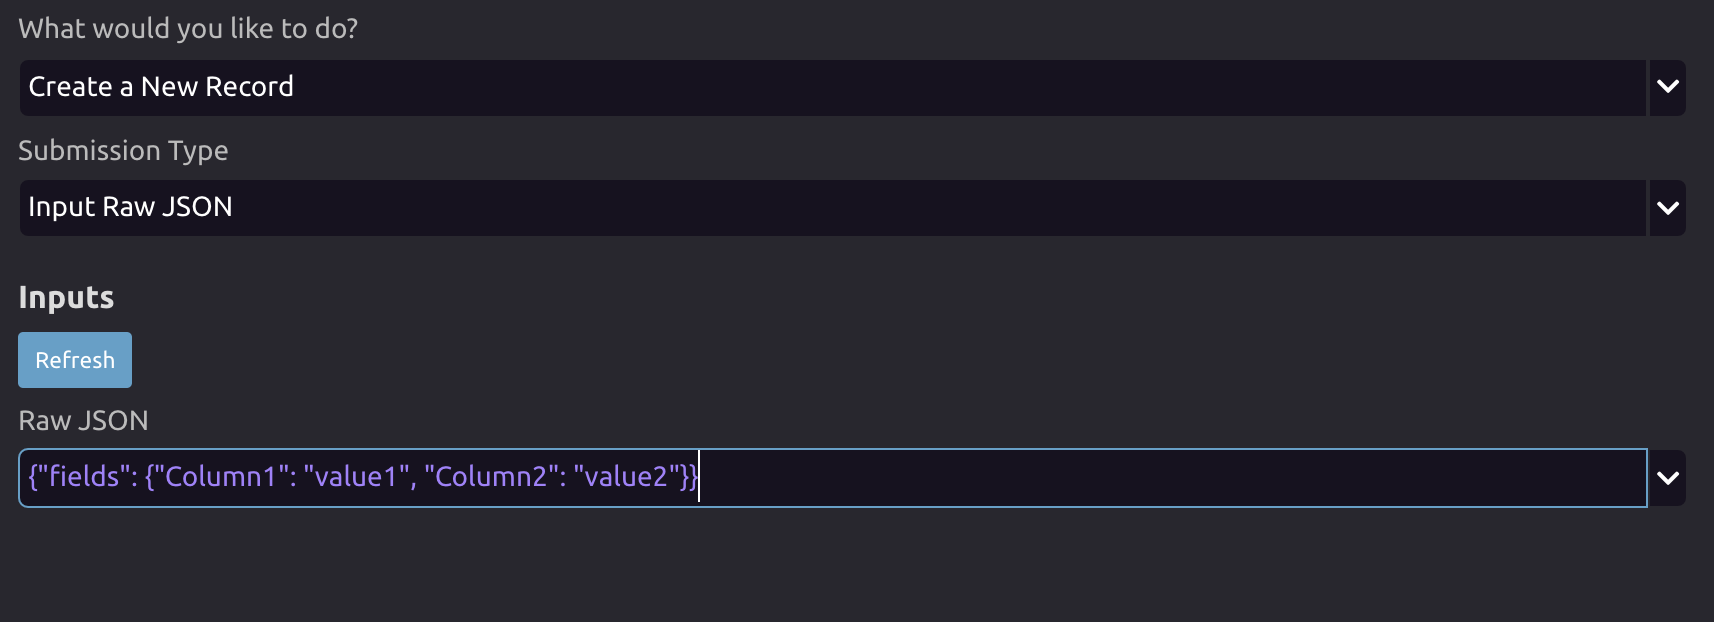 What would you like to do?
Create a New Record
Submission Type
Input Raw JSON
Inputs
Refresh
Raw JSON
{"fields": {"Column1": "value1", "Column2": "value2"}}